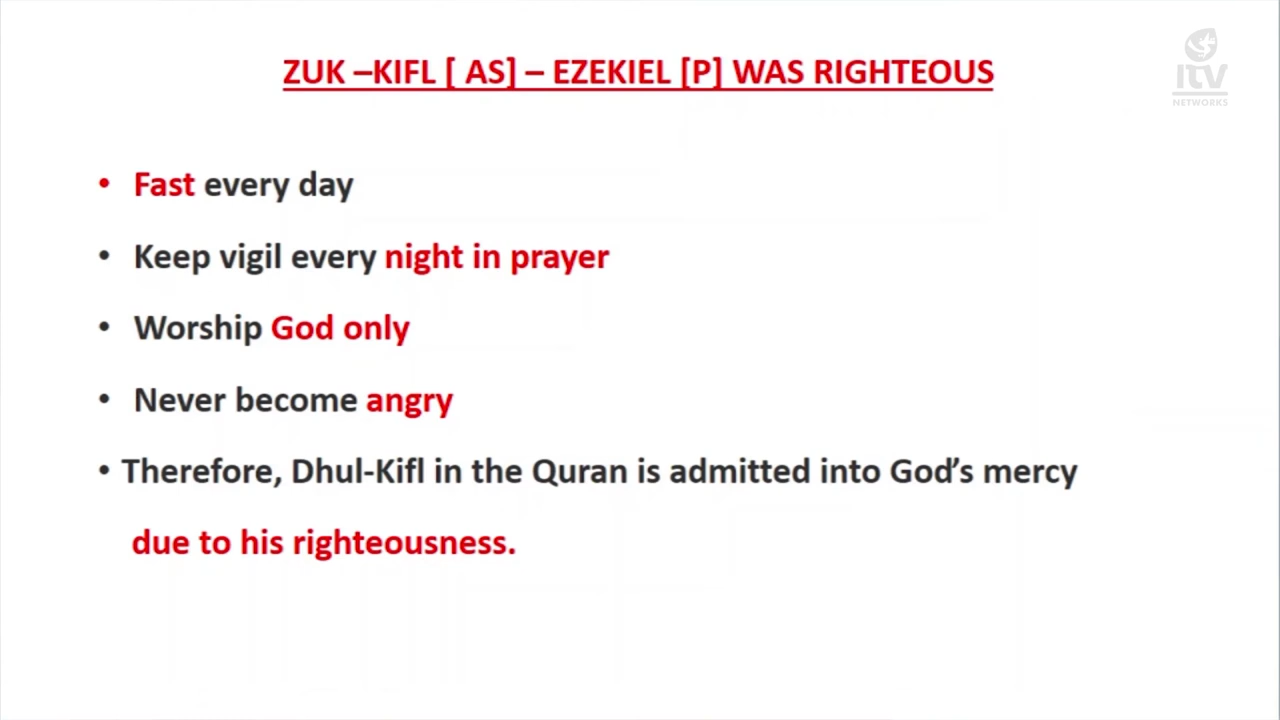 ZUK –KIFL [ AS] – EZEKIEL [P] WAS RIGHTEOUS
ITV
NETWORKS
• Fast every day
• Keep vigil every night in prayer
• Worship God only
• Never become angry
• Therefore, Dhul-Kifl in the Quran is admitted into God’s mercy
due to his righteousness.